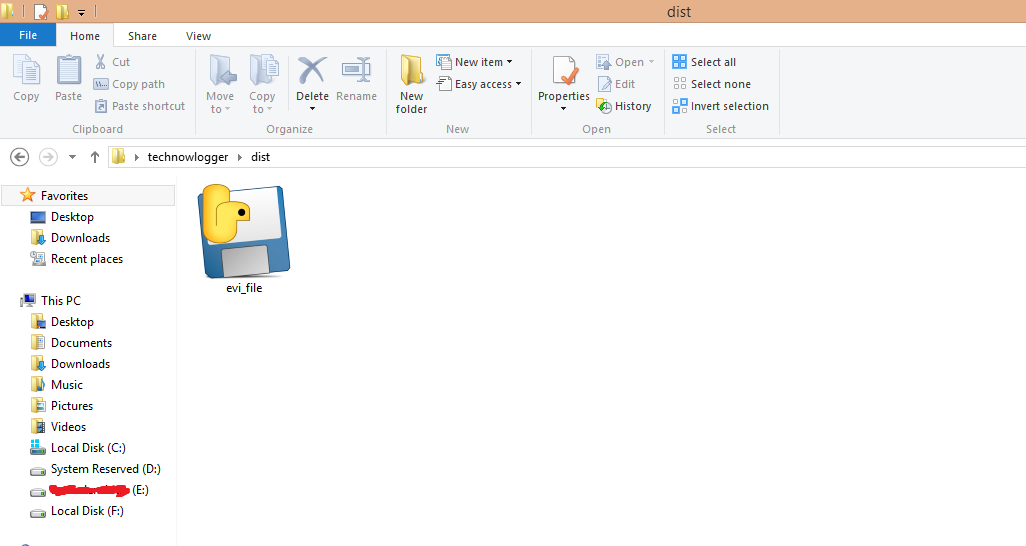 dist
File Home Share View
Copy
Paste
Cut
Copy path
Paste shortcut
Clipboard
Move to
Copy to
Delete
Rename
Organize
New folder
New item
Easy access
New
Properties
Open
Edit
History
Open
Select all
Select none
Invert selection
Select
technowlogger dist
Favorites
Desktop
Downloads
Recent places
This PC
Desktop
Documents
Downloads
Music
Pictures
Videos
Local Disk (C:)
System Reserved (D:)
(E:)
Local Disk (F:)
evi_file